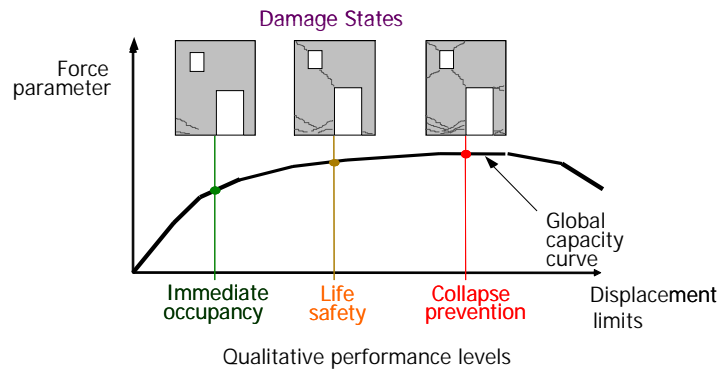 Damage States
Force
parameter
Global
capacity
curve
Immediate
occupancy
Life
safety
Collapse
prevention
Displacement
limits
Qualitative performance levels